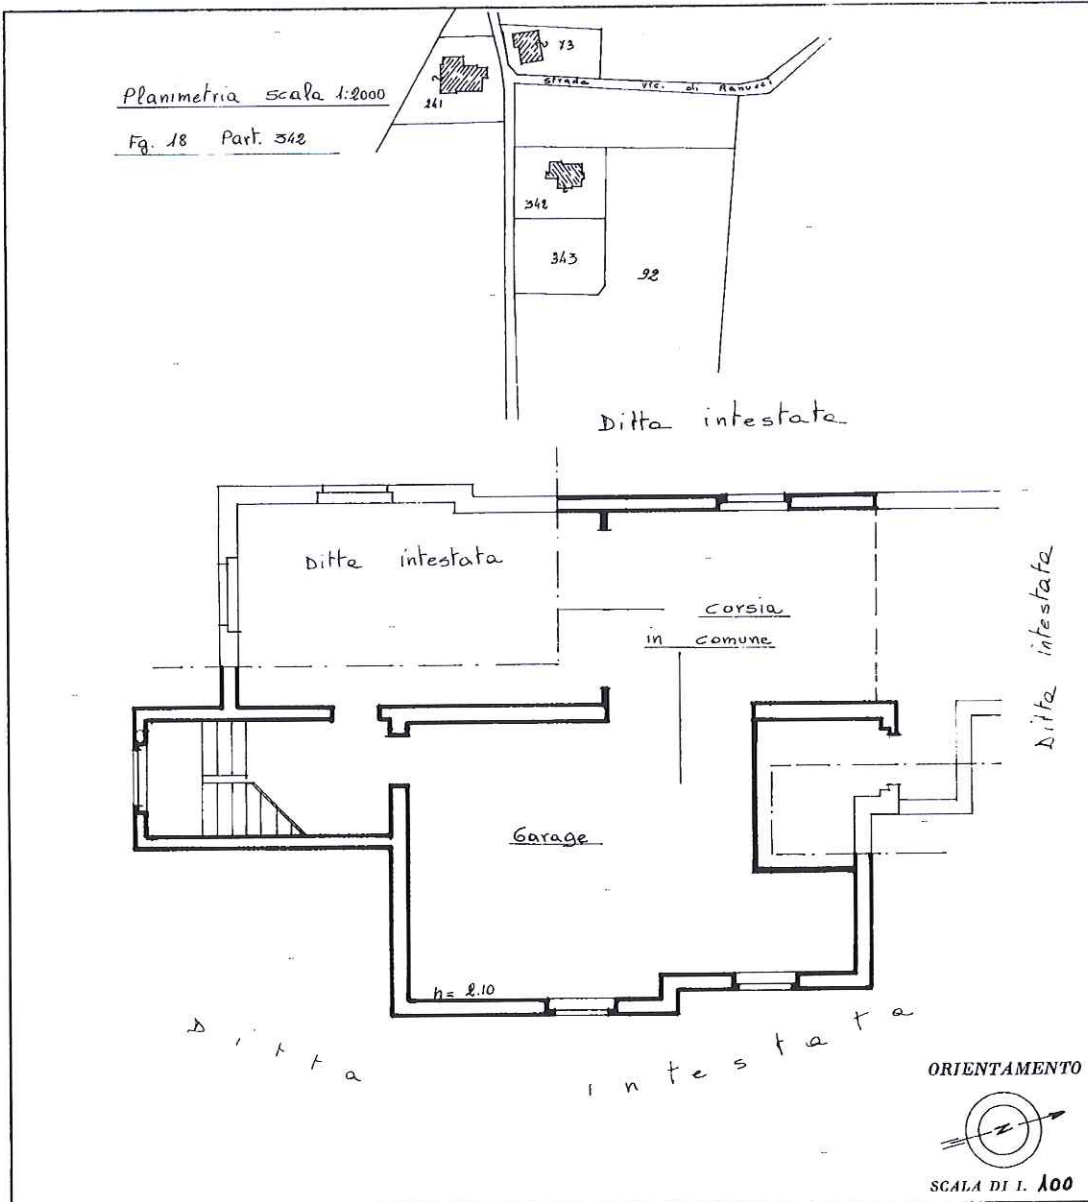 Planimetria scala 1:2000
Fg. 18 Part. 342
73
241
strada vic. di Ranucci
342
343
92
Ditta intestata
Ditta intestata
corsia
in comune
Ditta intestata
Garage
h= 2.10
Ditta intestata
ORIENTAMENTO
N
SCALA DI 1. 100